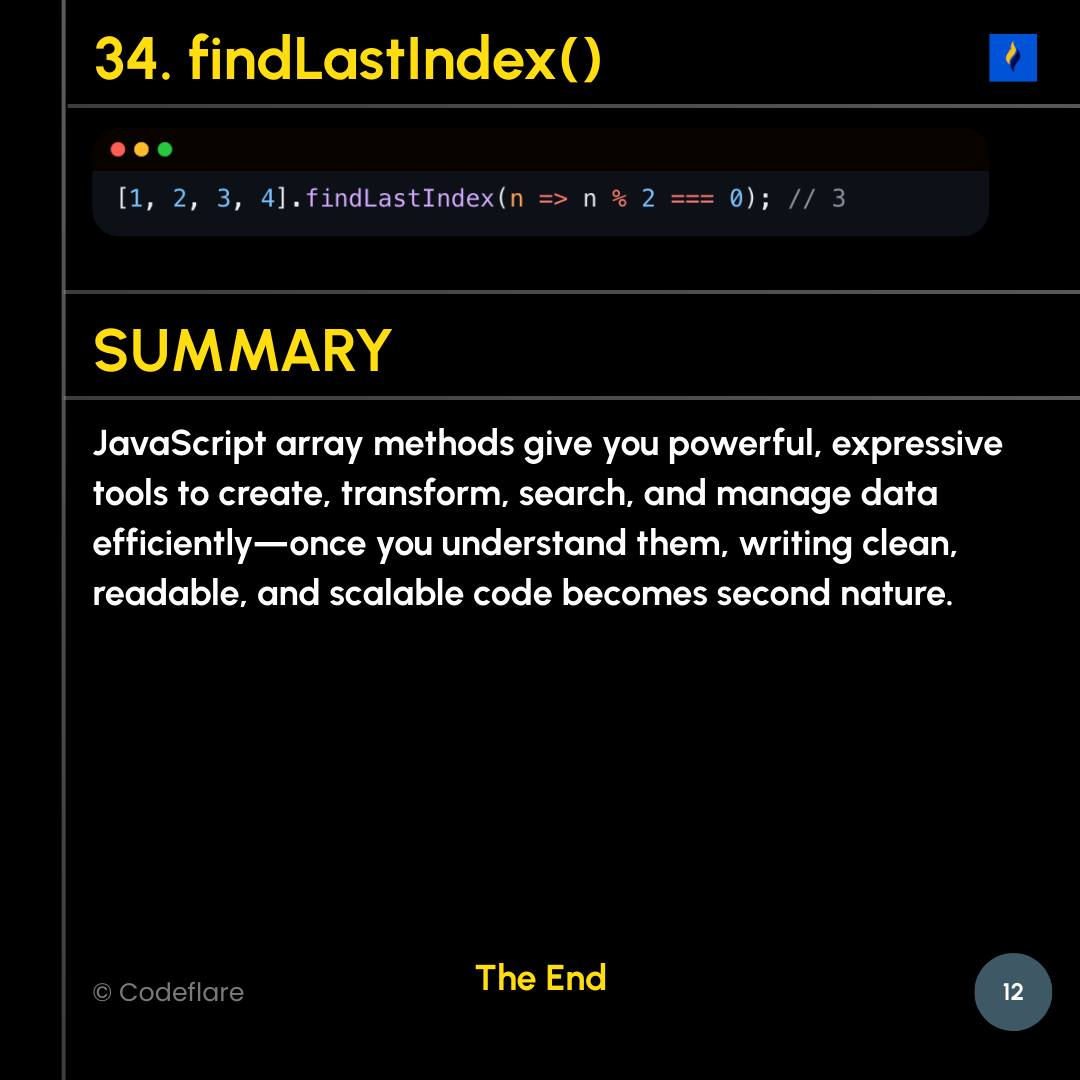 34. findLastIndex()
[1, 2, 3, 4].findLastIndex(n => n % 2 === 0); // 3
SUMMARY
JavaScript array methods give you powerful, expressive
tools to create, transform, search, and manage data
efficiently—once you understand them, writing clean,
readable, and scalable code becomes second nature.
The End
© Codeflare
12